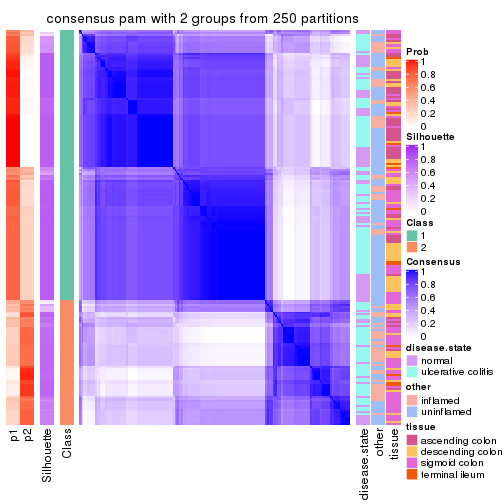 consensus pam with 2 groups from 250 partitions
Prob
1
0.8
0.6
0.4
0.2
0
Silhouette
1
0.8
0.6
0.4
0.2
0
Class
1
2
Consensus
1
0.8
0.6
0.4
0.2
0
disease.state
normal
ulcerative colitis
other
inflamed
uninflamed
tissue
ascending colon
descending colon
sigmoid colon
terminal ileum
p1
p2
Silhouette
Class
disease.state
other
tissue